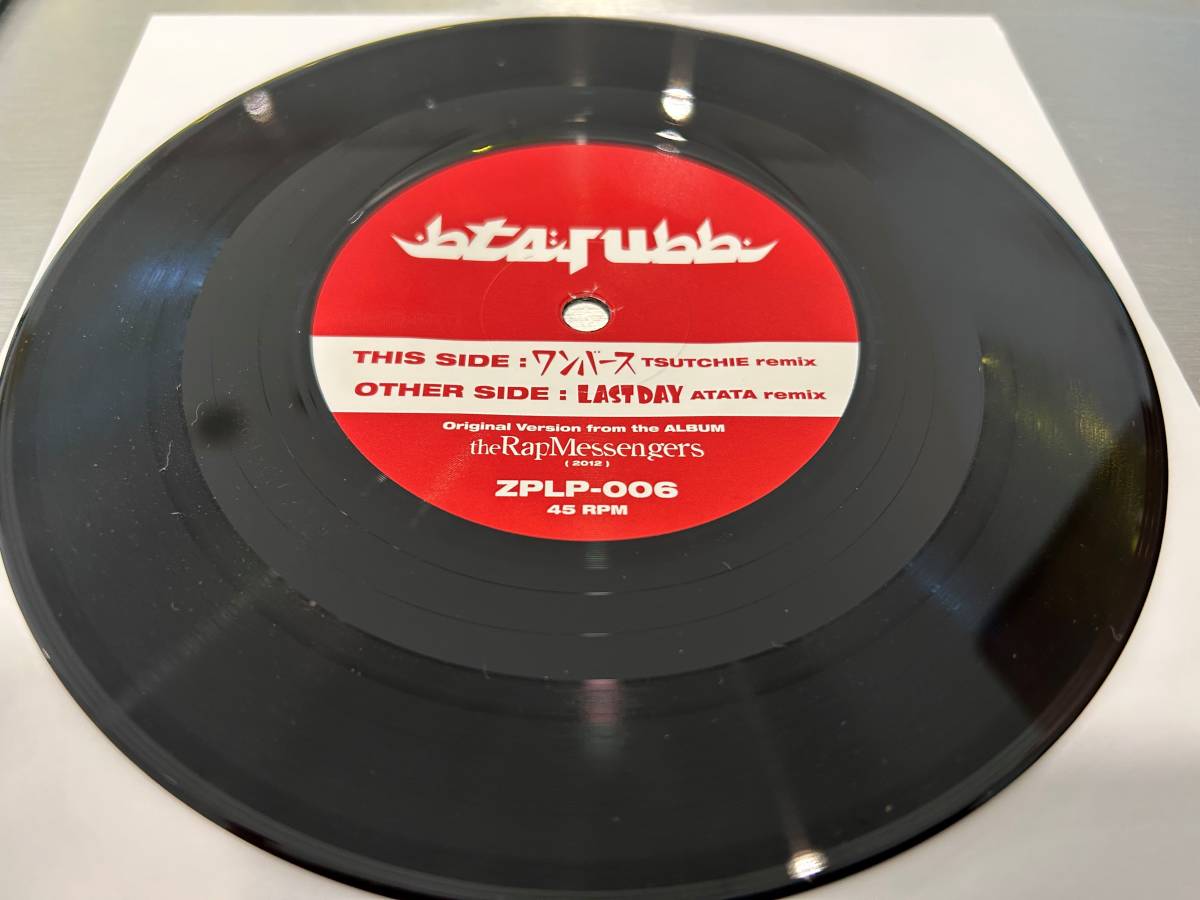 THIS SIDE : ワンバース TSUTCHIE remix
OTHER SIDE : LAST DAY ATATA remix
Original Version from the ALBUM
theRapMessengers
( 2012 )
ZPLP-006
45 RPM